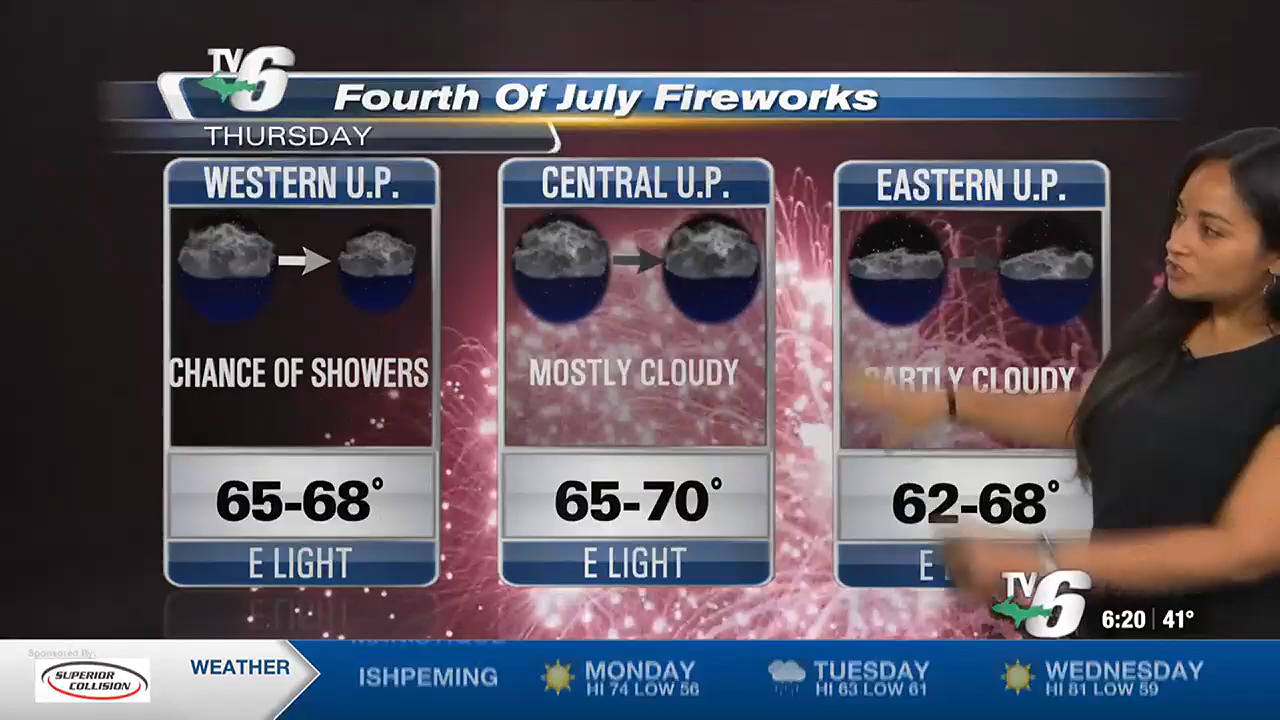 TV6
Fourth Of July Fireworks
THURSDAY
WESTERN U.P.
CHANCE OF SHOWERS
65-68°
E LIGHT
CENTRAL U.P.
MOSTLY CLOUDY
65-70°
E LIGHT
EASTERN U.P.
PARTLY CLOUDY
62-68°
E
TV6
6:20 41°
Sponsored By:
SUPERIOR
COLLISION
WEATHER
ISHPEMING
MONDAY
HI 74 LOW 56
TUESDAY
HI 63 LOW 61
WEDNESDAY
HI 81 LOW 59